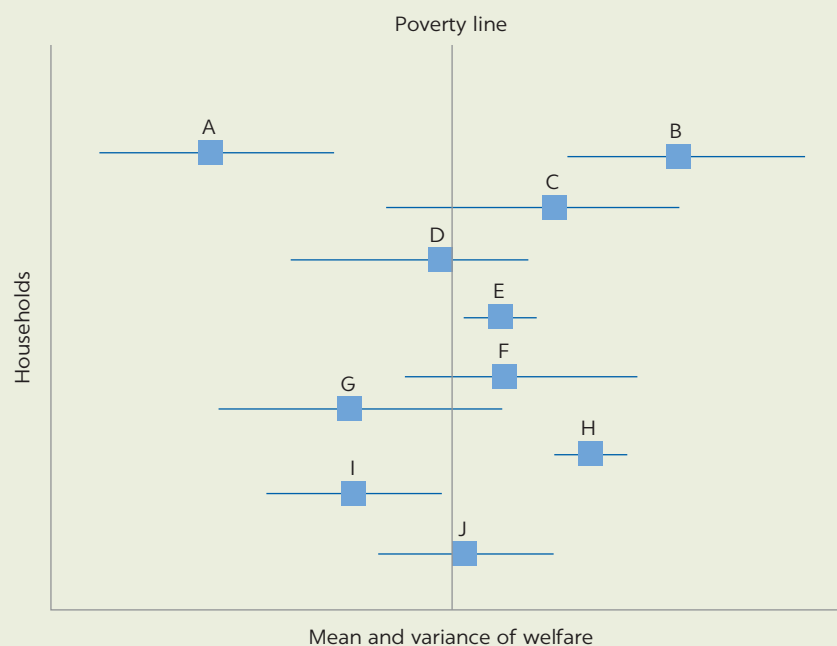 Poverty line
A
B
C
D
E
F
G
H
I
J
Households
Mean and variance of welfare